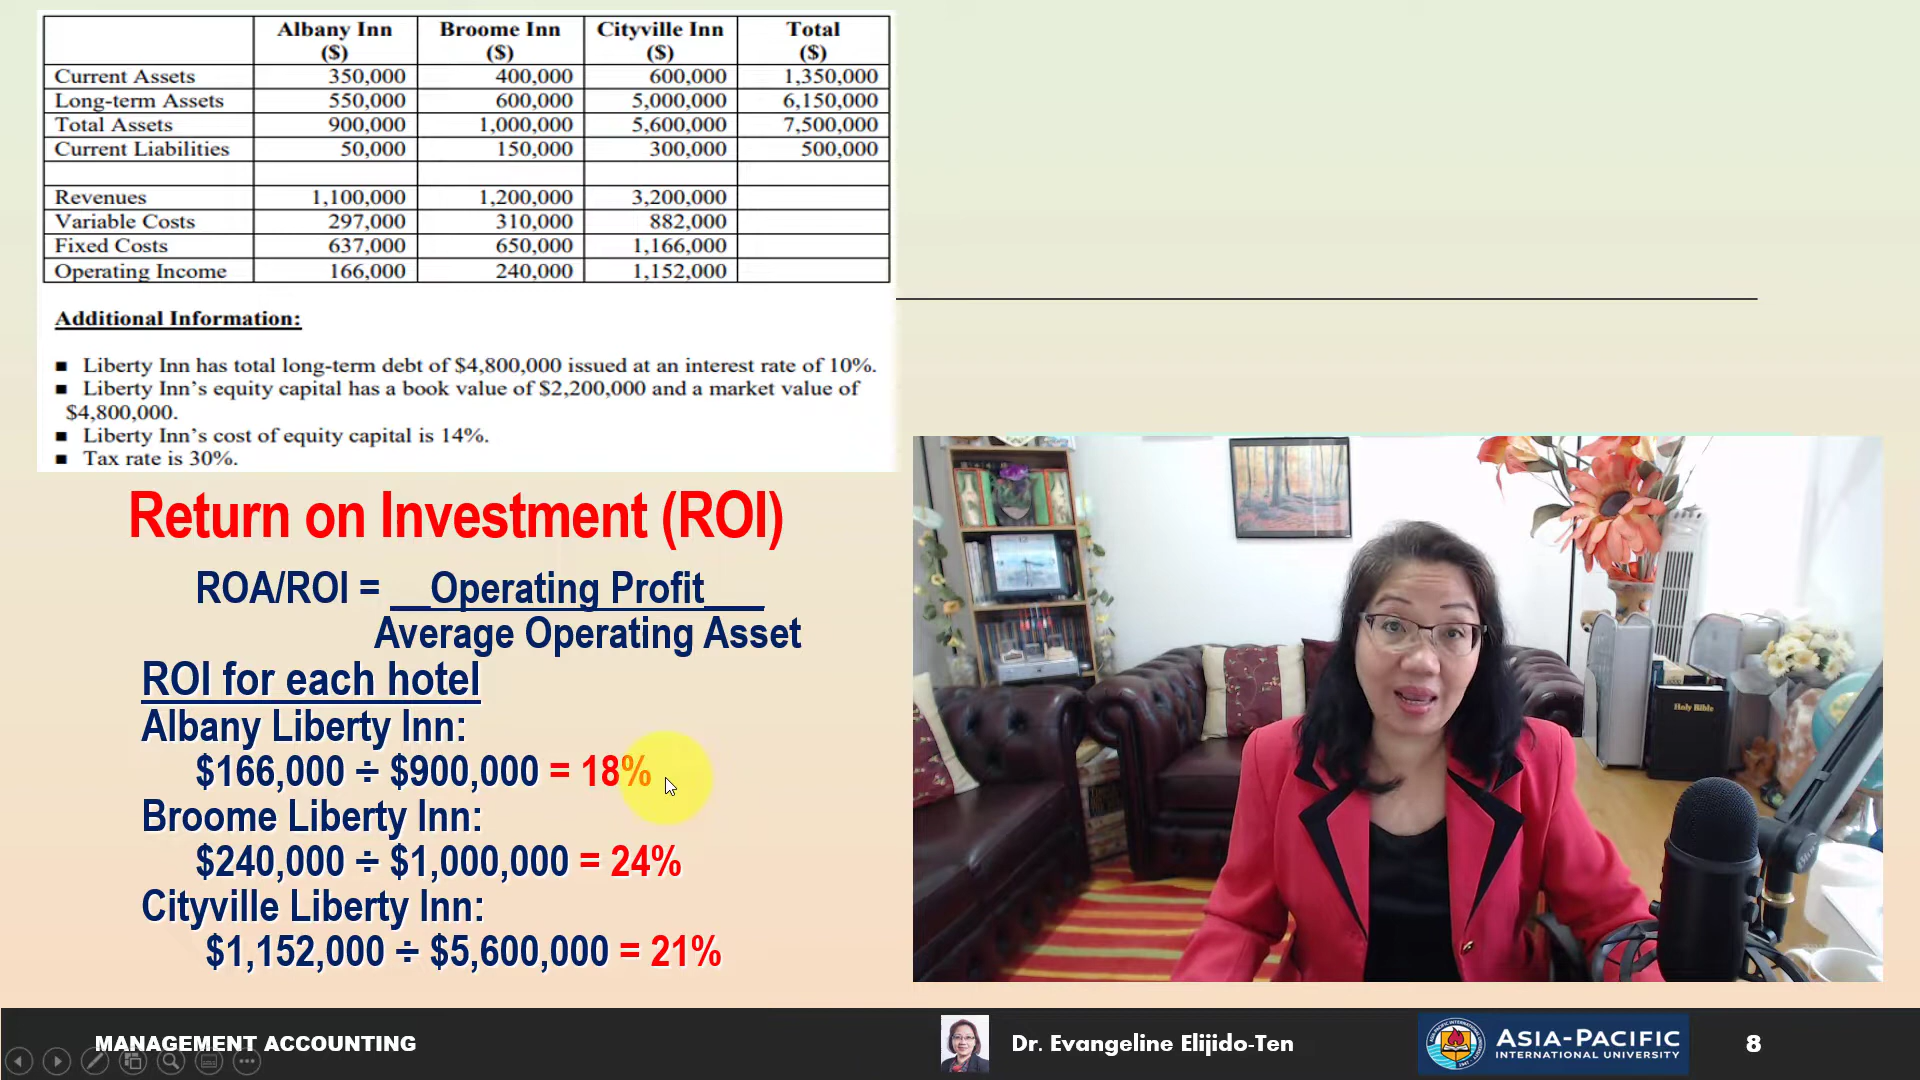 Albany Inn ($) Broome Inn ($) Cityville Inn ($) Total ($)
Current Assets 350,000 400,000 600,000 1,350,000
Long-term Assets 550,000 600,000 5,000,000 6,150,000
Total Assets 900,000 1,000,000 5,600,000 7,500,000
Current Liabilities 50,000 150,000 300,000 500,000
Revenues 1,100,000 1,200,000 3,200,000
Variable Costs 297,000 310,000 882,000
Fixed Costs 637,000 650,000 1,166,000
Operating Income 166,000 240,000 1,152,000
Additional Information:
■ Liberty Inn has total long-term debt of $4,800,000 issued at an interest rate of 10%.
■ Liberty Inn's equity capital has a book value of $2,200,000 and a market value of
$4,800,000.
■ Liberty Inn's cost of equity capital is 14%.
■ Tax rate is 30%.
Return on Investment (ROI)
ROA/ROI = __Operating Profit___
Average Operating Asset
ROI for each hotel
Albany Liberty Inn:
$166,000 ÷ $900,000 = 18%
Broome Liberty Inn:
$240,000 ÷ $1,000,000 = 24%
Cityville Liberty Inn:
$1,152,000 ÷ $5,600,000 = 21%
Holy Bible
MANAGEMENT ACCOUNTING
Dr. Evangeline Elijido-Ten
ASIA-PACIFIC
INTERNATIONAL UNIVERSITY
8